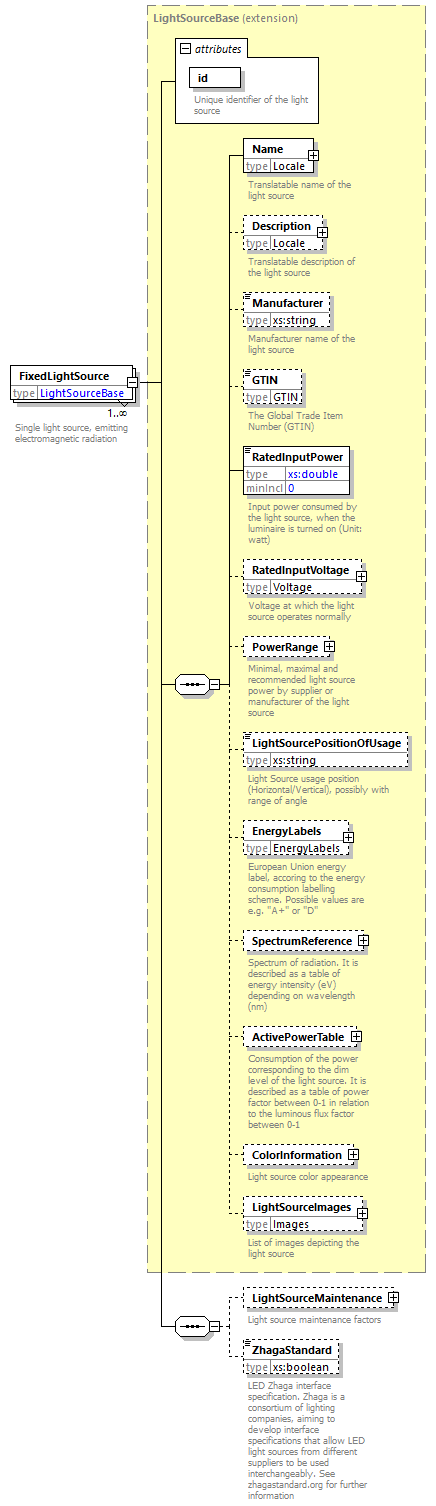 LightSourceBase (extension)
attributes
id
Unique identifier of the light
source
Name
type Locale
Translatable name of the
light source
Description
type Locale
Translatable description of
the light source
Manufacturer
type xs:string
Manufacturer name of the
light source
FixedLightSource
type LightSourceBase
1..∞
Single light source, emitting
electromagnetic radiation
GTIN
type GTIN
The Global Trade Item
Number (GTIN)
RatedInputPower
type xs:double
minIncl 0
Input power consumed by
the light source, when the
luminaire is turned on (Unit:
watt)
RatedInputVoltage
type Voltage
Voltage at which the light
source operates normally
PowerRange
Minimal, maximal and
recommended light source
power by supplier or
manufacturer of the light
source
LightSourcePositionOfUsage
type xs:string
Light Source usage position
(Horizontal/Vertical), possibly with
range of angle
EnergyLabels
type EnergyLabels
European Union energy
label, accoring to the energy
consumption labelling
scheme. Possible values are
e.g. "A+" or "D"
SpectrumReference
Spectrum of radiation. It is
described as a table of
energy intensity (eV)
depending on wavelength
(nm)
ActivePowerTable
Consumption of the power
corresponding to the dim
level of the light source. It is
described as a table of power
factor between 0-1 in relation
to the luminous flux factor
between 0-1
ColorInformation
Light source color appearance
LightSourceImages
type Images
List of images depicting the
light source
LightSourceMaintenance
Light source maintenance factors
ZhagaStandard
type xs:boolean
LED Zhaga interface
specification. Zhaga is a
consortium of lighting
companies, aiming to
develop interface
specifications that allow LED
light sources from different
suppliers to be used
interchangeably. See
zhagastandard.org for further
information